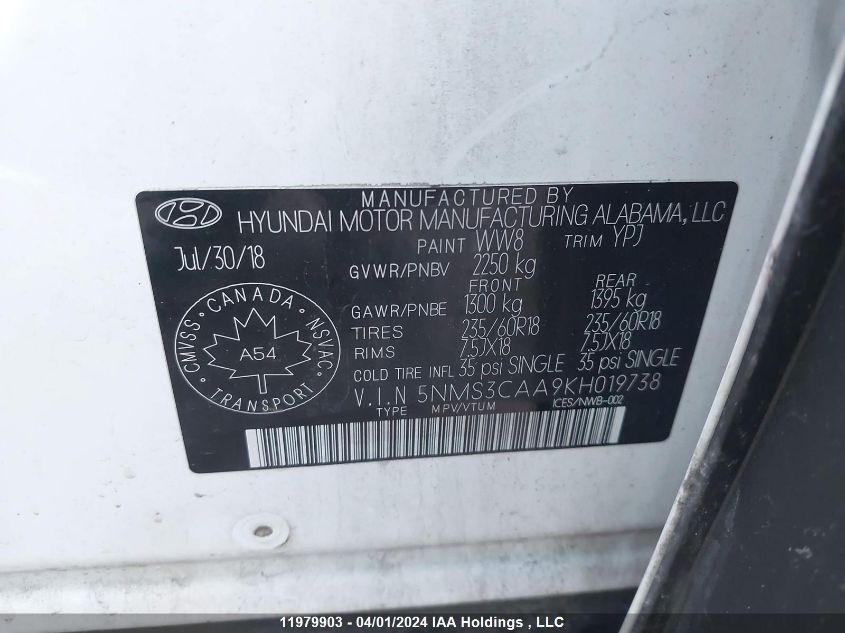 MANUFACTURED BY
HYUNDAI MOTOR MANUFACTURING ALABAMA, LLC
Jul/30/18
PAINT WW8 TRIM YPJ
GVWR/PNBV 2250 kg
FRONT REAR
GAWR/PNBE 1300 kg 1395 kg
TIRES 235/60R18 235/60R18
RIMS 7.5JX18 7.5JX18
COLD TIRE INFL 35 psi SINGLE 35 psi SINGLE
V.I.N 5NMS3CAA9KH019738
TYPE MPV/VTUM ICES/NWB-002
CMVSS • CANADA • NSVAC
A54
TRANSPORT
11979903 - 04/01/2024 IAA Holdings , LLC